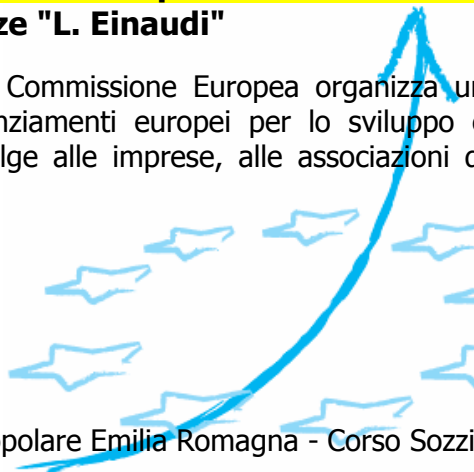 ze "L. Einaudi"
Commissione Europea organizza un
nziamenti europei per lo sviluppo
lge alle imprese, alle associazioni
polare Emilia Romagna - Corso Sozzi